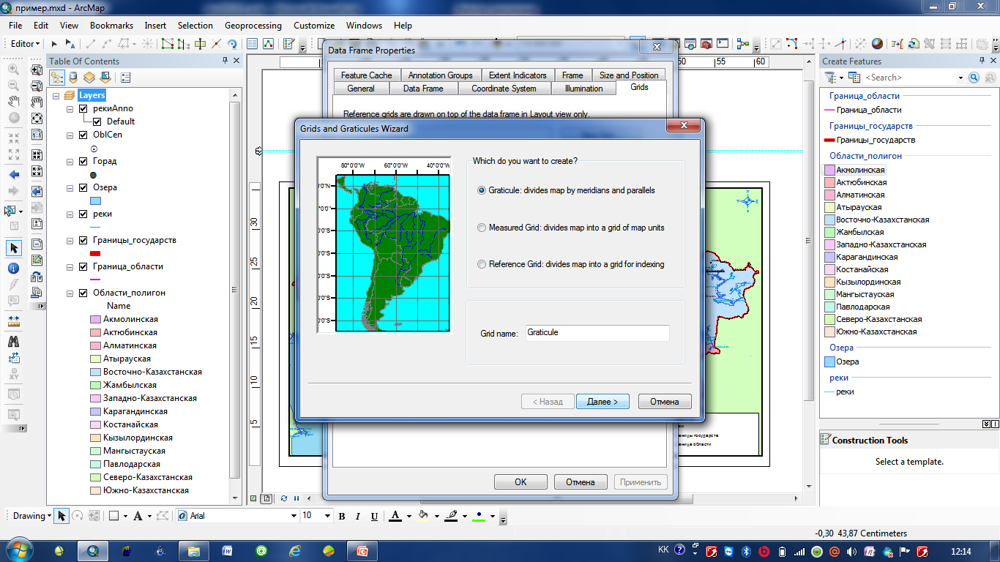 пример.mxd - ArcMap
File Edit View Bookmarks Insert Selection Geoprocessing Customize Windows Help
Editor
Table Of Contents
Layers
рекиAnno
Default
OblCen
Горад
Озера
реки
Границы_государств
Граница_области
Области_полигон
Name
Акмолинская
Актюбинская
Алматинская
Атырауская
Восточно-Казахстанская
Жамбылская
Западно-Казахстанская
Карагандинская
Костанайская
Кызылординская
Мангыстауская
Павлодарская
Северо-Казахстанская
Южно-Казахстанская
50 55 60
30
25
20
15
10
5
Data Frame Properties
Feature Cache Annotation Groups Extent Indicators Frame Size and Position
General Data Frame Coordinate System Illumination Grids
Reference grids are drawn on top of the data frame in Layout view only.
Grids and Graticules Wizard
80°0'0"W 60°0'0"W 40°0'0"W
Which do you want to create?
Graticule: divides map by meridians and parallels
Measured Grid: divides map into a grid of map units
Reference Grid: divides map into a grid for indexing
Grid name: Graticule
< Назад Далее > Отмена
OK Отмена Применить
Create Features
<Search>
Граница_области
Граница_области
Границы_государств
Границы_государств
Области_полигон
Акмолинская
Актюбинская
Алматинская
Атырауская
Восточно-Казахстанская
Жамбылская
Западно-Казахстанская
Карагандинская
Костанайская
Кызылординская
Мангыстауская
Павлодарская
Северо-Казахстанская
Южно-Казахстанская
Озера
Озера
реки
реки
Construction Tools
Select a template.
Drawing A Arial 10 B I U A
-0,30 43,87 Centimeters
KK 12:14